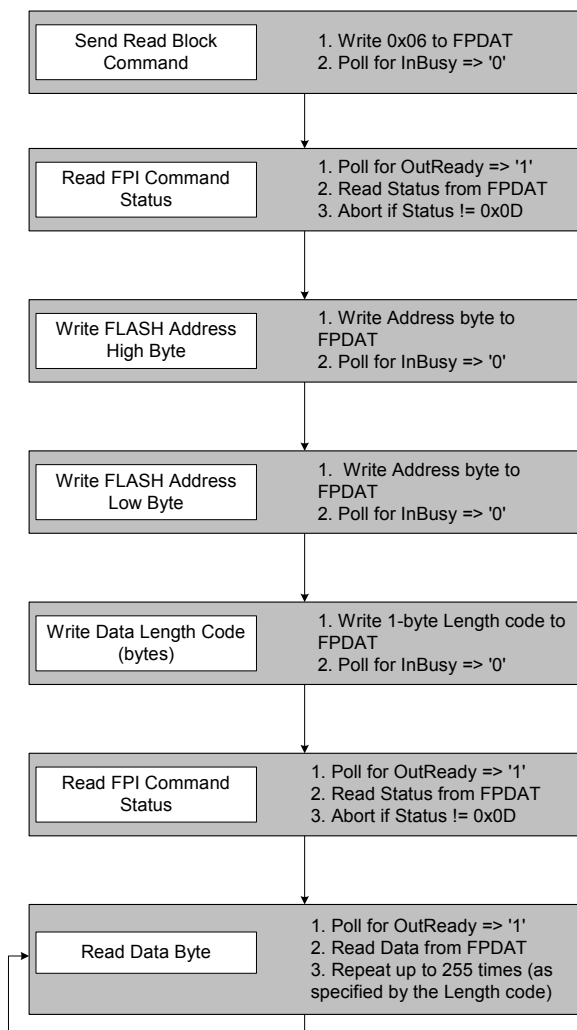 Send Read Block
Command
1. Write 0x06 to FPDAT
2. Poll for InBusy => '0'
Read FPI Command
Status
1. Poll for OutReady => '1'
2. Read Status from FPDAT
3. Abort if Status != 0x0D
Write FLASH Address
High Byte
1. Write Address byte to
FPDAT
2. Poll for InBusy => '0'
Write FLASH Address
Low Byte
1. Write Address byte to
FPDAT
2. Poll for InBusy => '0'
Write Data Length Code
(bytes)
1. Write 1-byte Length code to
FPDAT
2. Poll for InBusy => '0'
Read FPI Command
Status
1. Poll for OutReady => '1'
2. Read Status from FPDAT
3. Abort if Status != 0x0D
Read Data Byte
1. Poll for OutReady => '1'
2. Read Data from FPDAT
3. Repeat up to 255 times (as
specified by the Length code)